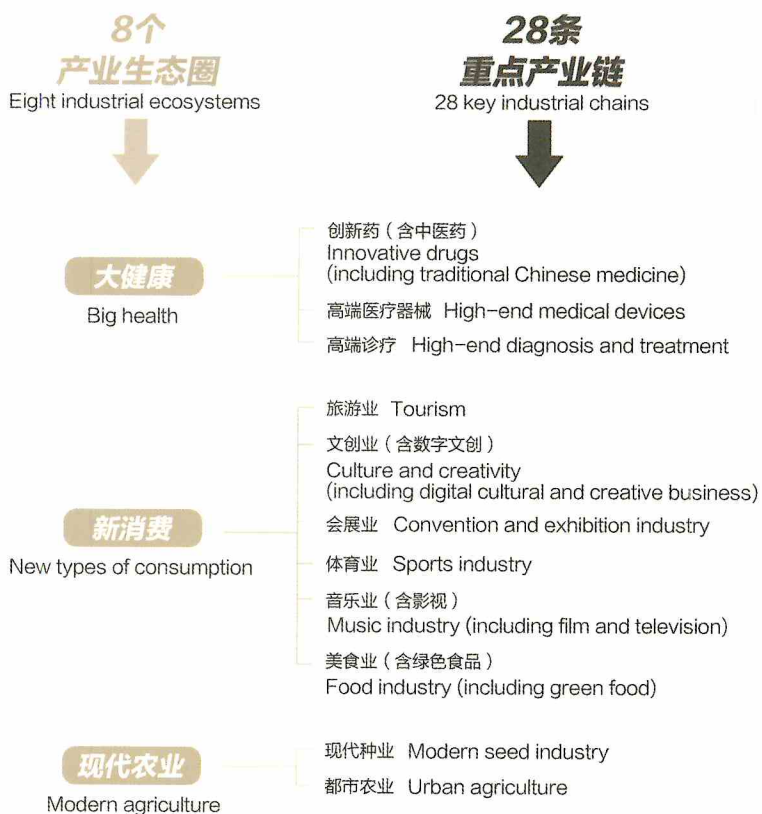 8个
产业生态圈
Eight industrial ecosystems
28条
重点产业链
28 key industrial chains
大健康
Big health
创新药（含中医药）
Innovative drugs
(including traditional Chinese medicine)
高端医疗器械 High-end medical devices
高端诊疗 High-end diagnosis and treatment
新消费
New types of consumption
旅游业 Tourism
文创业（含数字文创）
Culture and creativity
(including digital cultural and creative business)
会展业 Convention and exhibition industry
体育业 Sports industry
音乐业（含影视）
Music industry (including film and television)
美食业（含绿色食品）
Food industry (including green food)
现代农业
Modern agriculture
现代种业 Modern seed industry
都市农业 Urban agriculture